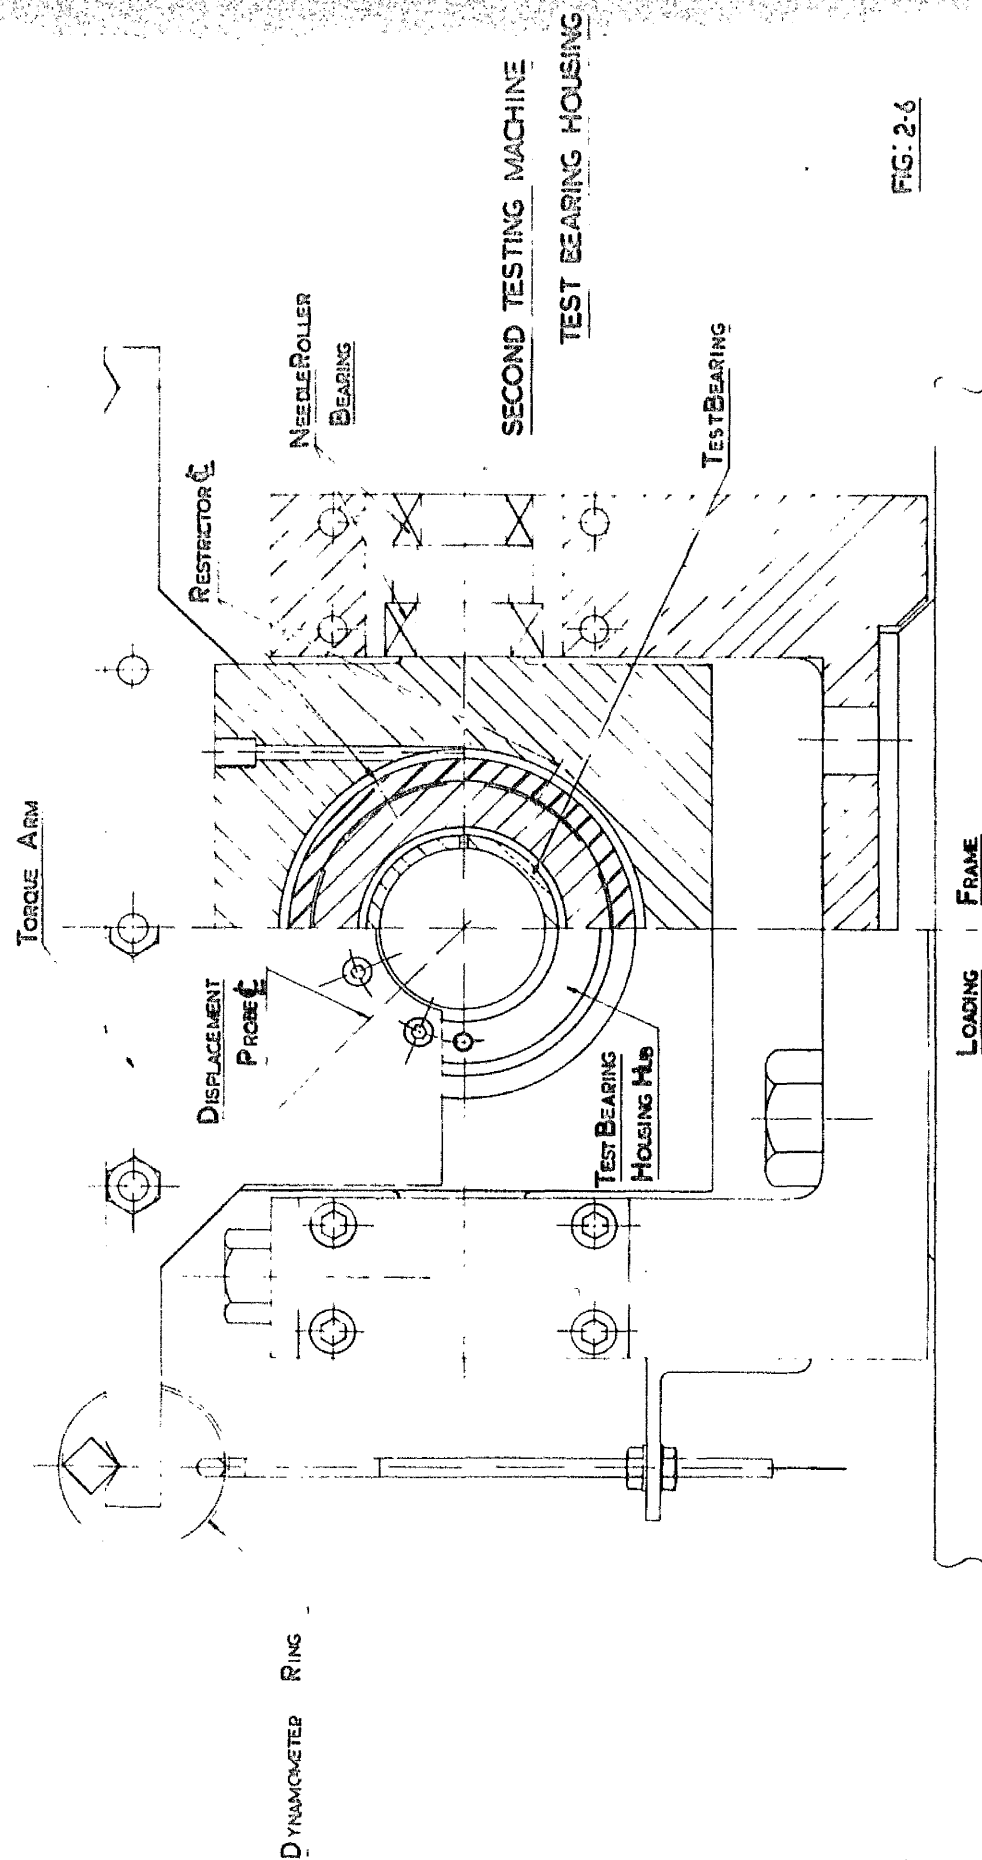 TORQUE ARM
RESTRICTOR ℄
NEEDLE ROLLER
BEARING
DISPLACEMENT
PROBE ℄
SECOND TESTING MACHINE
TEST BEARING HOUSING
TEST BEARING
TEST BEARING
HOUSING HUB
DYNAMOMETER RING
LOADING FRAME
FIG: 2-6